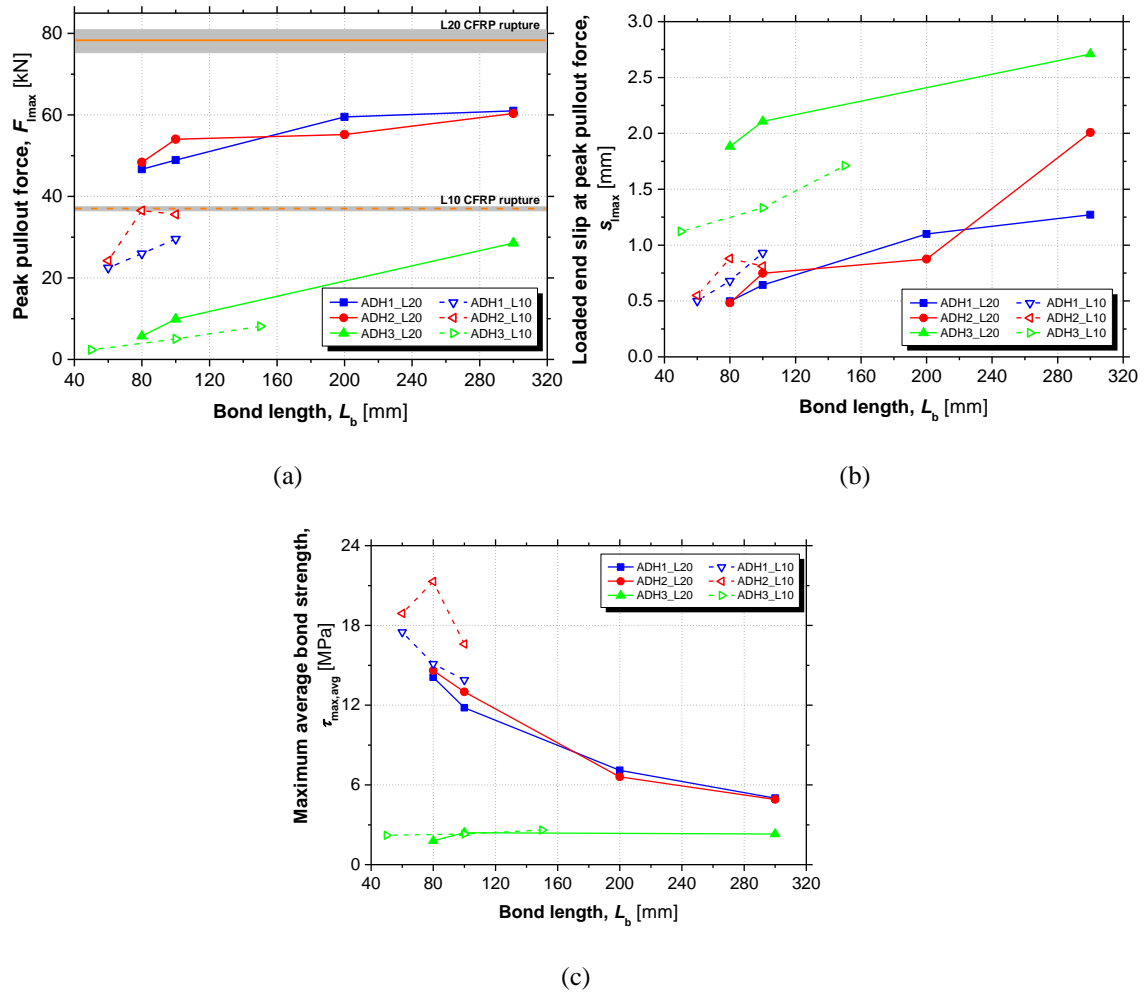 L20 CFRP rupture
L10 CFRP rupture
Peak pullout force, Flmax [kN]
80
60
40
20
0
ADH1_L20 ADH1_L10
ADH2_L20 ADH2_L10
ADH3_L20 ADH3_L10
40 80 120 160 200 240 280 320
Bond length, Lb [mm]
(a)
Loaded end slip at peak pullout force,
slmax [mm]
3.0
2.5
2.0
1.5
1.0
0.5
0.0
ADH1_L20 ADH1_L10
ADH2_L20 ADH2_L10
ADH3_L20 ADH3_L10
40 80 120 160 200 240 280 320
Bond length, Lb [mm]
(b)
Maximum average bond strength,
τmax,avg [MPa]
24
18
12
6
0
ADH1_L20 ADH1_L10
ADH2_L20 ADH2_L10
ADH3_L20 ADH3_L10
40 80 120 160 200 240 280 320
Bond length, Lb [mm]
(c)